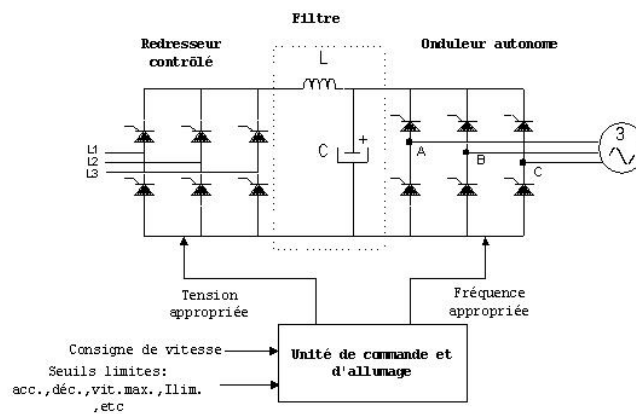 Filtre
Redresseur
contrôlé
Onduleur autonome
L
3
L1
L2
L3
C
+
A
B
C
Tension
appropriée
Fréquence
appropriée
Consigne de vitesse
Seuils limites:
acc.,déc.,vit.max.,Ilim.
,etc
Unité de commande et
d'allumage